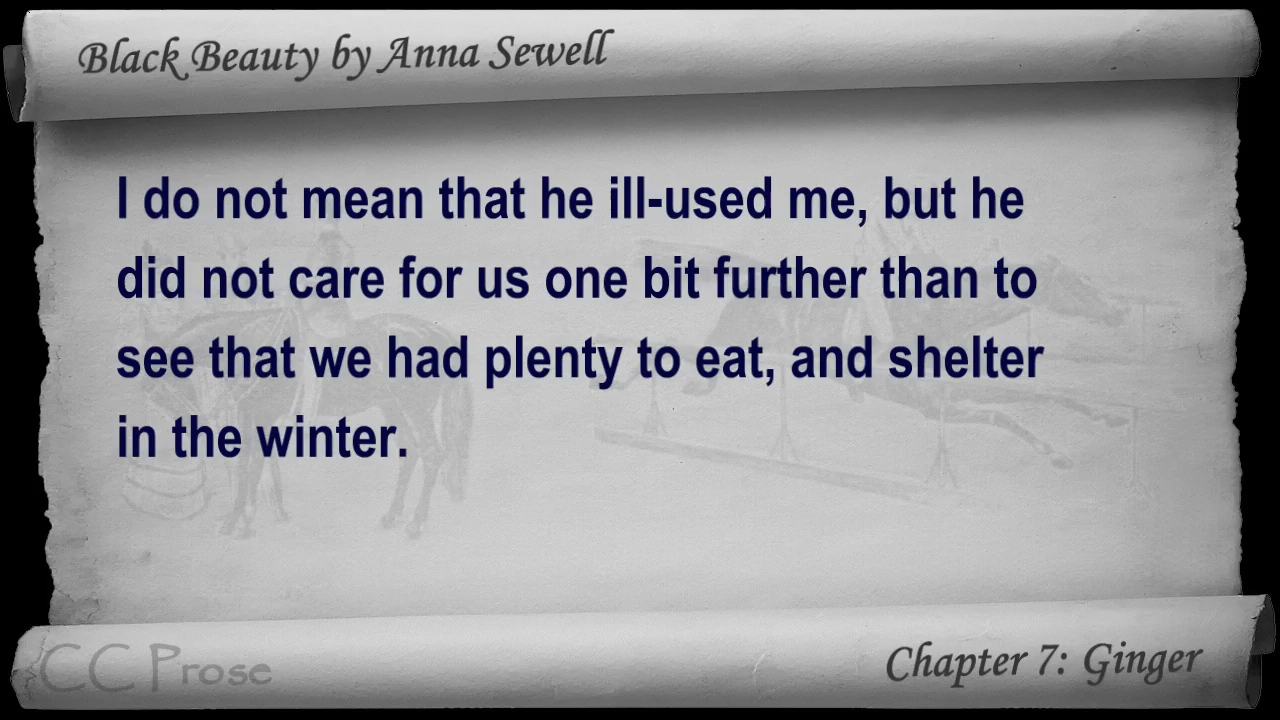 Black Beauty by Anna Sewell
I do not mean that he ill-used me, but he
did not care for us one bit further than to
see that we had plenty to eat, and shelter
in the winter.
CC Prose
Chapter 7: Ginger